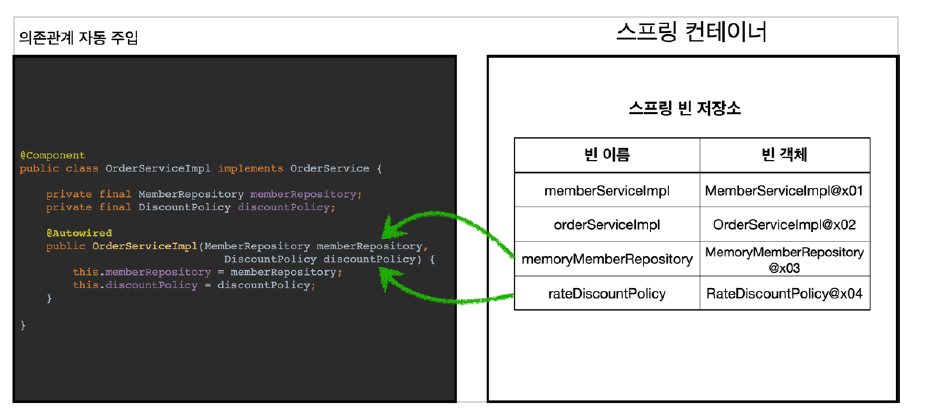 의존관계 자동 주입
@Component
public class OrderServiceImpl implements OrderService {
private final MemberRepository memberRepository;
private final DiscountPolicy discountPolicy;
@Autowired
public OrderServiceImpl(MemberRepository memberRepository,
DiscountPolicy discountPolicy) {
this.memberRepository = memberRepository;
this.discountPolicy = discountPolicy;
}
}
스프링 컨테이너
스프링 빈 저장소
빈 이름 빈 객체
memberServiceImpl MemberServiceImpl@x01
orderServiceImpl OrderServiceImpl@x02
memoryMemberRepository MemoryMemberRepository
@x03
rateDiscountPolicy RateDiscountPolicy@x04